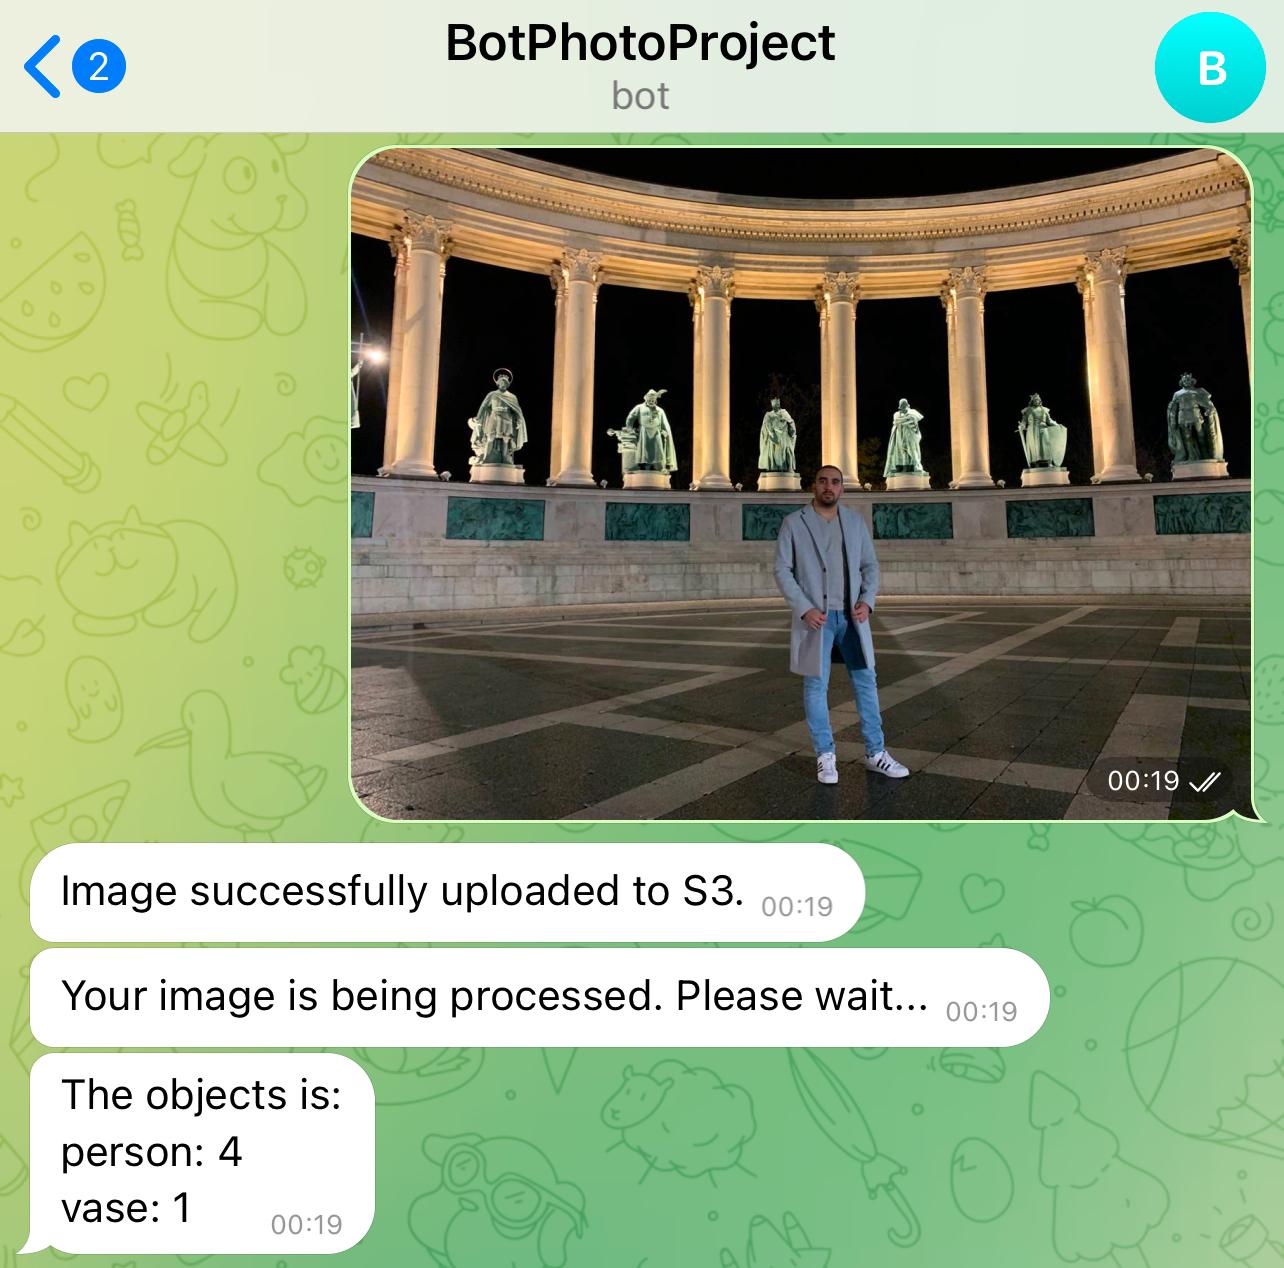 2
BotPhotoProject
bot
B
00:19
Image successfully uploaded to S3. 00:19
Your image is being processed. Please wait... 00:19
The objects is:
person: 4
vase: 1 00:19